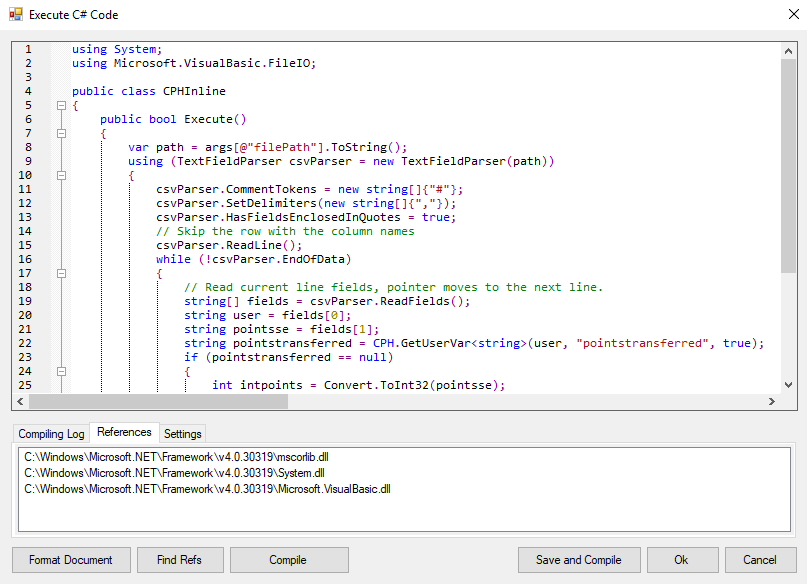 Execute C# Code
1 using System;
2 using Microsoft.VisualBasic.FileIO;
3
4 public class CPHInline
5 {
6 public bool Execute()
7 {
8 var path = args[@"filePath"].ToString();
9 using (TextFieldParser csvParser = new TextFieldParser(path))
10 {
11 csvParser.CommentTokens = new string[]{"#"};
12 csvParser.SetDelimiters(new string[]{","});
13 csvParser.HasFieldsEnclosedInQuotes = true;
14 // Skip the row with the column names
15 csvParser.ReadLine();
16 while (!csvParser.EndOfData)
17 {
18 // Read current line fields, pointer moves to the next line.
19 string[] fields = csvParser.ReadFields();
20 string user = fields[0];
21 string pointsse = fields[1];
22 string pointstransferred = CPH.GetUserVar<string>(user, "pointstransferred", true);
23 if (pointstransferred == null)
24 {
25 int intpoints = Convert.ToInt32(pointsse);
Compiling Log References Settings
C:\Windows\Microsoft.NET\Framework\v4.0.30319\mscorlib.dll
C:\Windows\Microsoft.NET\Framework\v4.0.30319\System.dll
C:\Windows\Microsoft.NET\Framework\v4.0.30319\Microsoft.VisualBasic.dll
Format Document Find Refs Compile Save and Compile Ok Cancel